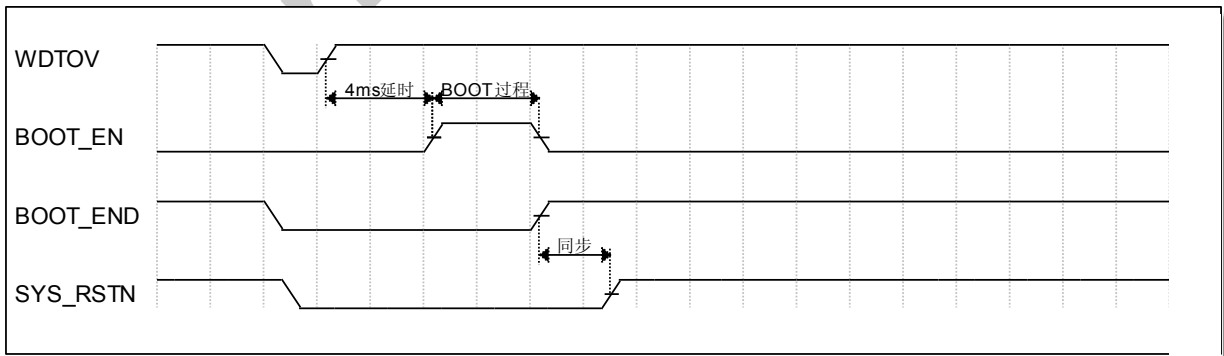 WDTOV
4ms延时 BOOT过程
BOOT_EN
BOOT_END
同步
SYS_RSTN